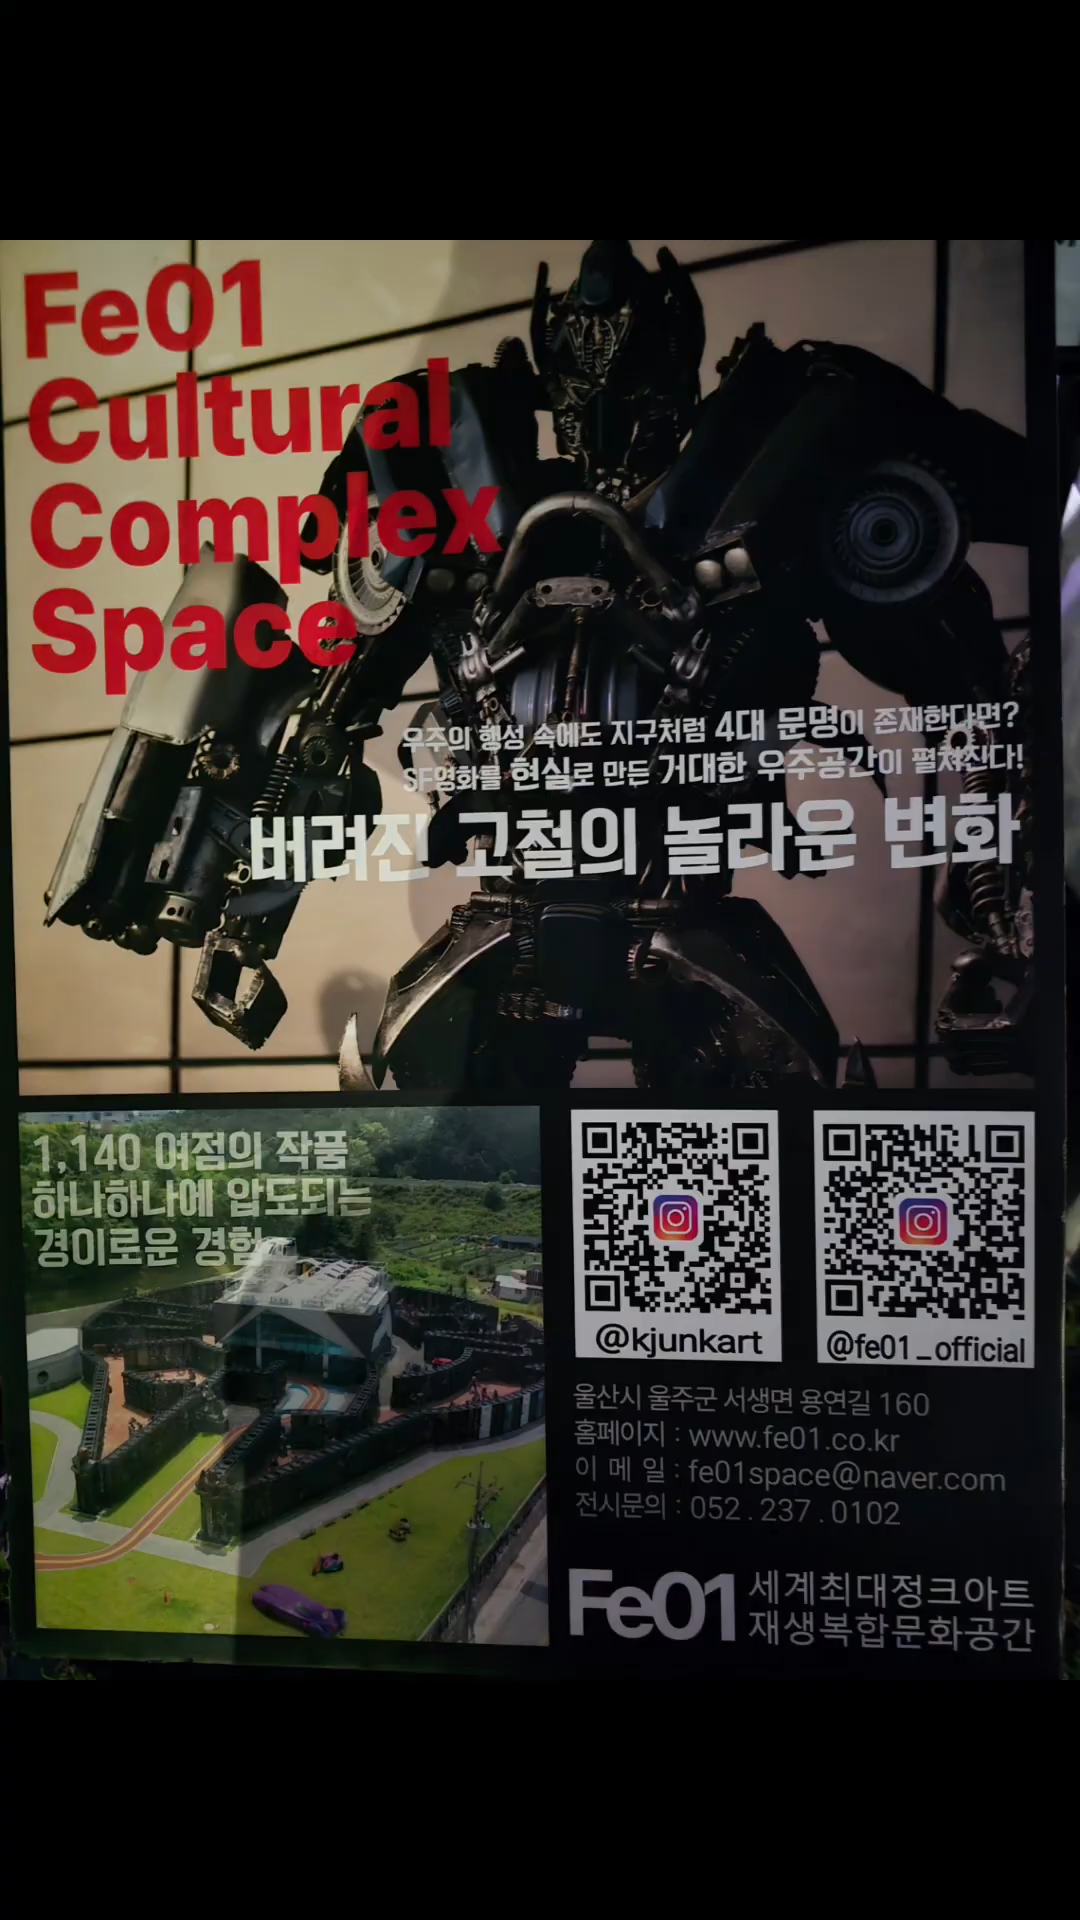 Fe01
Cultural
Complex
Space
우주의 행성 속에도 지구처럼 4대 문명이 존재한다면?
SF영화를 현실로 만든 거대한 우주공간이 펼쳐진다!
버려진 고철의 놀라운 변화
1,140 여점의 작품
하나하나에 압도되는
경이로운 경험
@kjunkart
@fe01_official
울산시 울주군 서생면 용연길 160
홈페이지 : www.fe01.co.kr
이 메 일 : fe01space@naver.com
전시문의 : 052.237.0102
Fe01 세계최대정크아트
재생복합문화공간